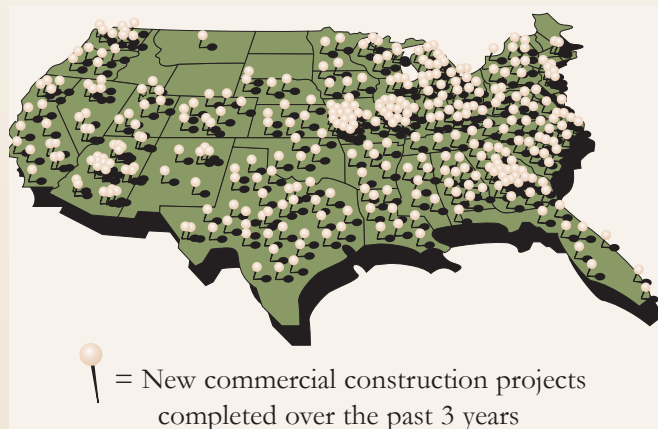 = New commercial construction projects
completed over the past 3 years